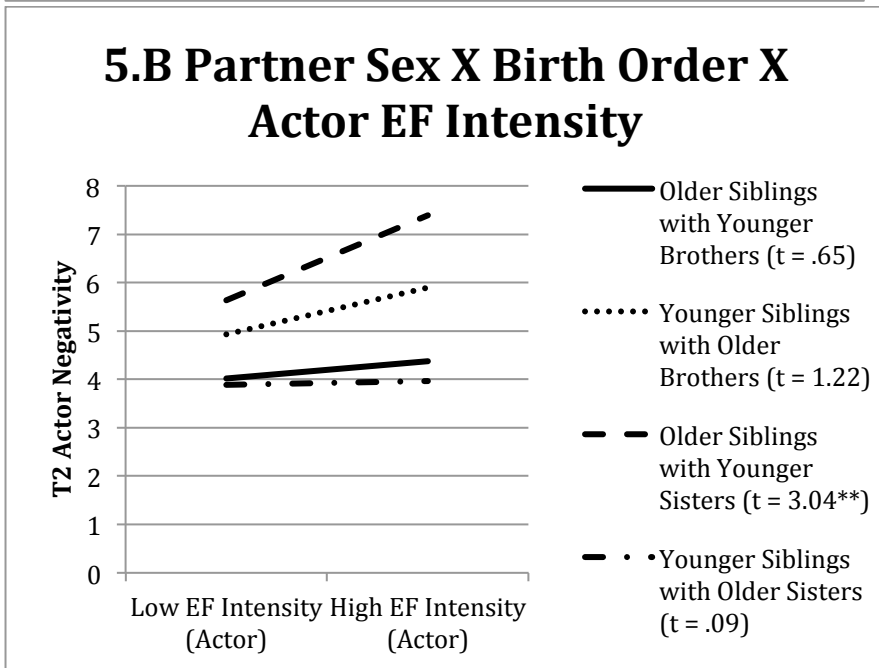 5.B Partner Sex X Birth Order X
Actor EF Intensity
T2 Actor Negativity
8
7
6
5
4
3
2
1
0
Low EF Intensity
(Actor)
High EF Intensity
(Actor)
Older Siblings
with Younger
Brothers (t = .65)
Younger Siblings
with Older
Brothers (t = 1.22)
Older Siblings
with Younger
Sisters (t = 3.04**)
Younger Siblings
with Older Sisters
(t = .09)